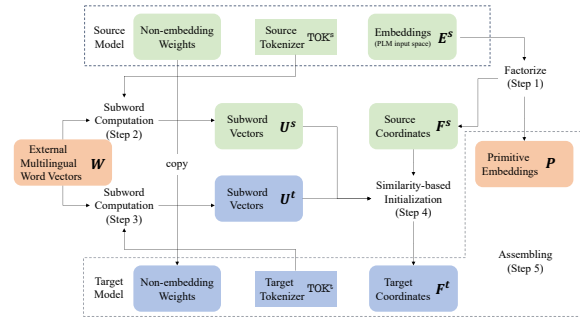 Source
Model
Non-embedding
Weights
Source
Tokenizer TOKˢ
Embeddings
(PLM input space)
Eˢ
Factorize
(Step 1)
Subword
Computation
(Step 2)
Subword
Vectors Uˢ
Source
Coordinates Fˢ
External
Multilingual
Word Vectors W
copy
Primitive
Embeddings P
Subword
Computation
(Step 3)
Subword
Vectors Uᵗ
Similarity-based
Initialization
(Step 4)
Assembling
(Step 5)
Target
Model
Non-embedding
Weights
Target
Tokenizer TOKᵗ
Target
Coordinates Fᵗ